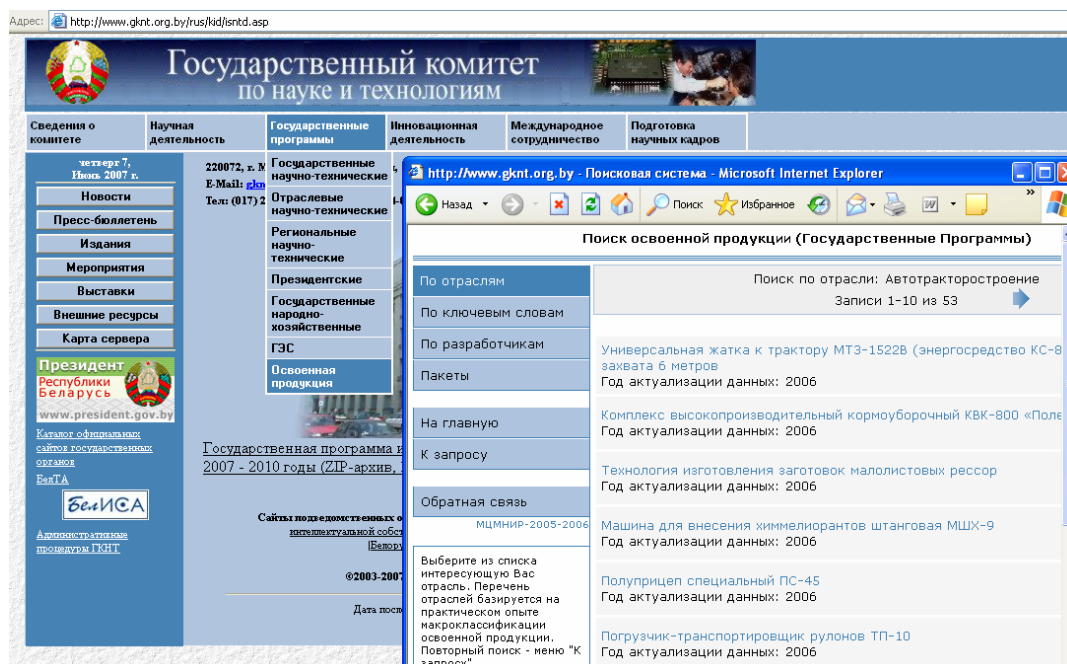 Адрес: http://www.gknt.org.by/rus/kid/isntd.asp
Государственный комитет
по науке и технологиям
Сведения о комитете
Научная деятельность
Государственные программы
Инновационная деятельность
Международное сотрудничество
Подготовка научных кадров
четверг 7,
Июнь 2007 г.
Новости
Пресс-бюллетень
Издания
Мероприятия
Выставки
Внешние ресурсы
Карта сервера
Президент
Республики
Беларусь
www.president.gov.by
Каталог официальных
сайтов государственных
органов
БелТА
БелИСА
Административные
процедуры ГКНТ
220072, г. М
E-Mail: gkn
Тел: (017) 2
Государственные
научно-технические
Отраслевые
научно-технические
Региональные
научно-
технические
Президентские
Государственные
народно-
хозяйственные
ГЭС
Освоенная
продукция
Государственная программа и
2007 - 2010 годы (ZIP-архив,
Сайты подведомственных о
интеллектуальной собст
|Белору
©2003-2007
Дата посл
http://www.gknt.org.by - Поисковая система - Microsoft Internet Explorer
Назад
Поиск
Избранное
Поиск освоенной продукции (Государственные Программы)
По отраслям
По ключевым словам
По разработчикам
Пакеты
На главную
К запросу
Обратная связь
МЦМНИР-2005-2006
Выберите из списка
интересующую Вас
отрасль. Перечень
отраслей базируется на
практическом опыте
макроклассификации
освоенной продукции.
Повторный поиск - меню "К
запросу"
Поиск по отрасли: Автотракторостроение
Записи 1-10 из 53
Универсальная жатка к трактору МТЗ-1522В (энергосредство КС-8
захвата 6 метров
Год актуализации данных: 2006
Комплекс высокопроизводительный кормоуборочный КВК-800 «Поле
Год актуализации данных: 2006
Технология изготовления заготовок малолистовых рессор
Год актуализации данных: 2006
Машина для внесения химмелиорантов штанговая МШХ-9
Год актуализации данных: 2006
Полуприцеп специальный ПС-45
Год актуализации данных: 2006
Погрузчик-транспортировщик рулонов ТП-10
Год актуализации данных: 2006